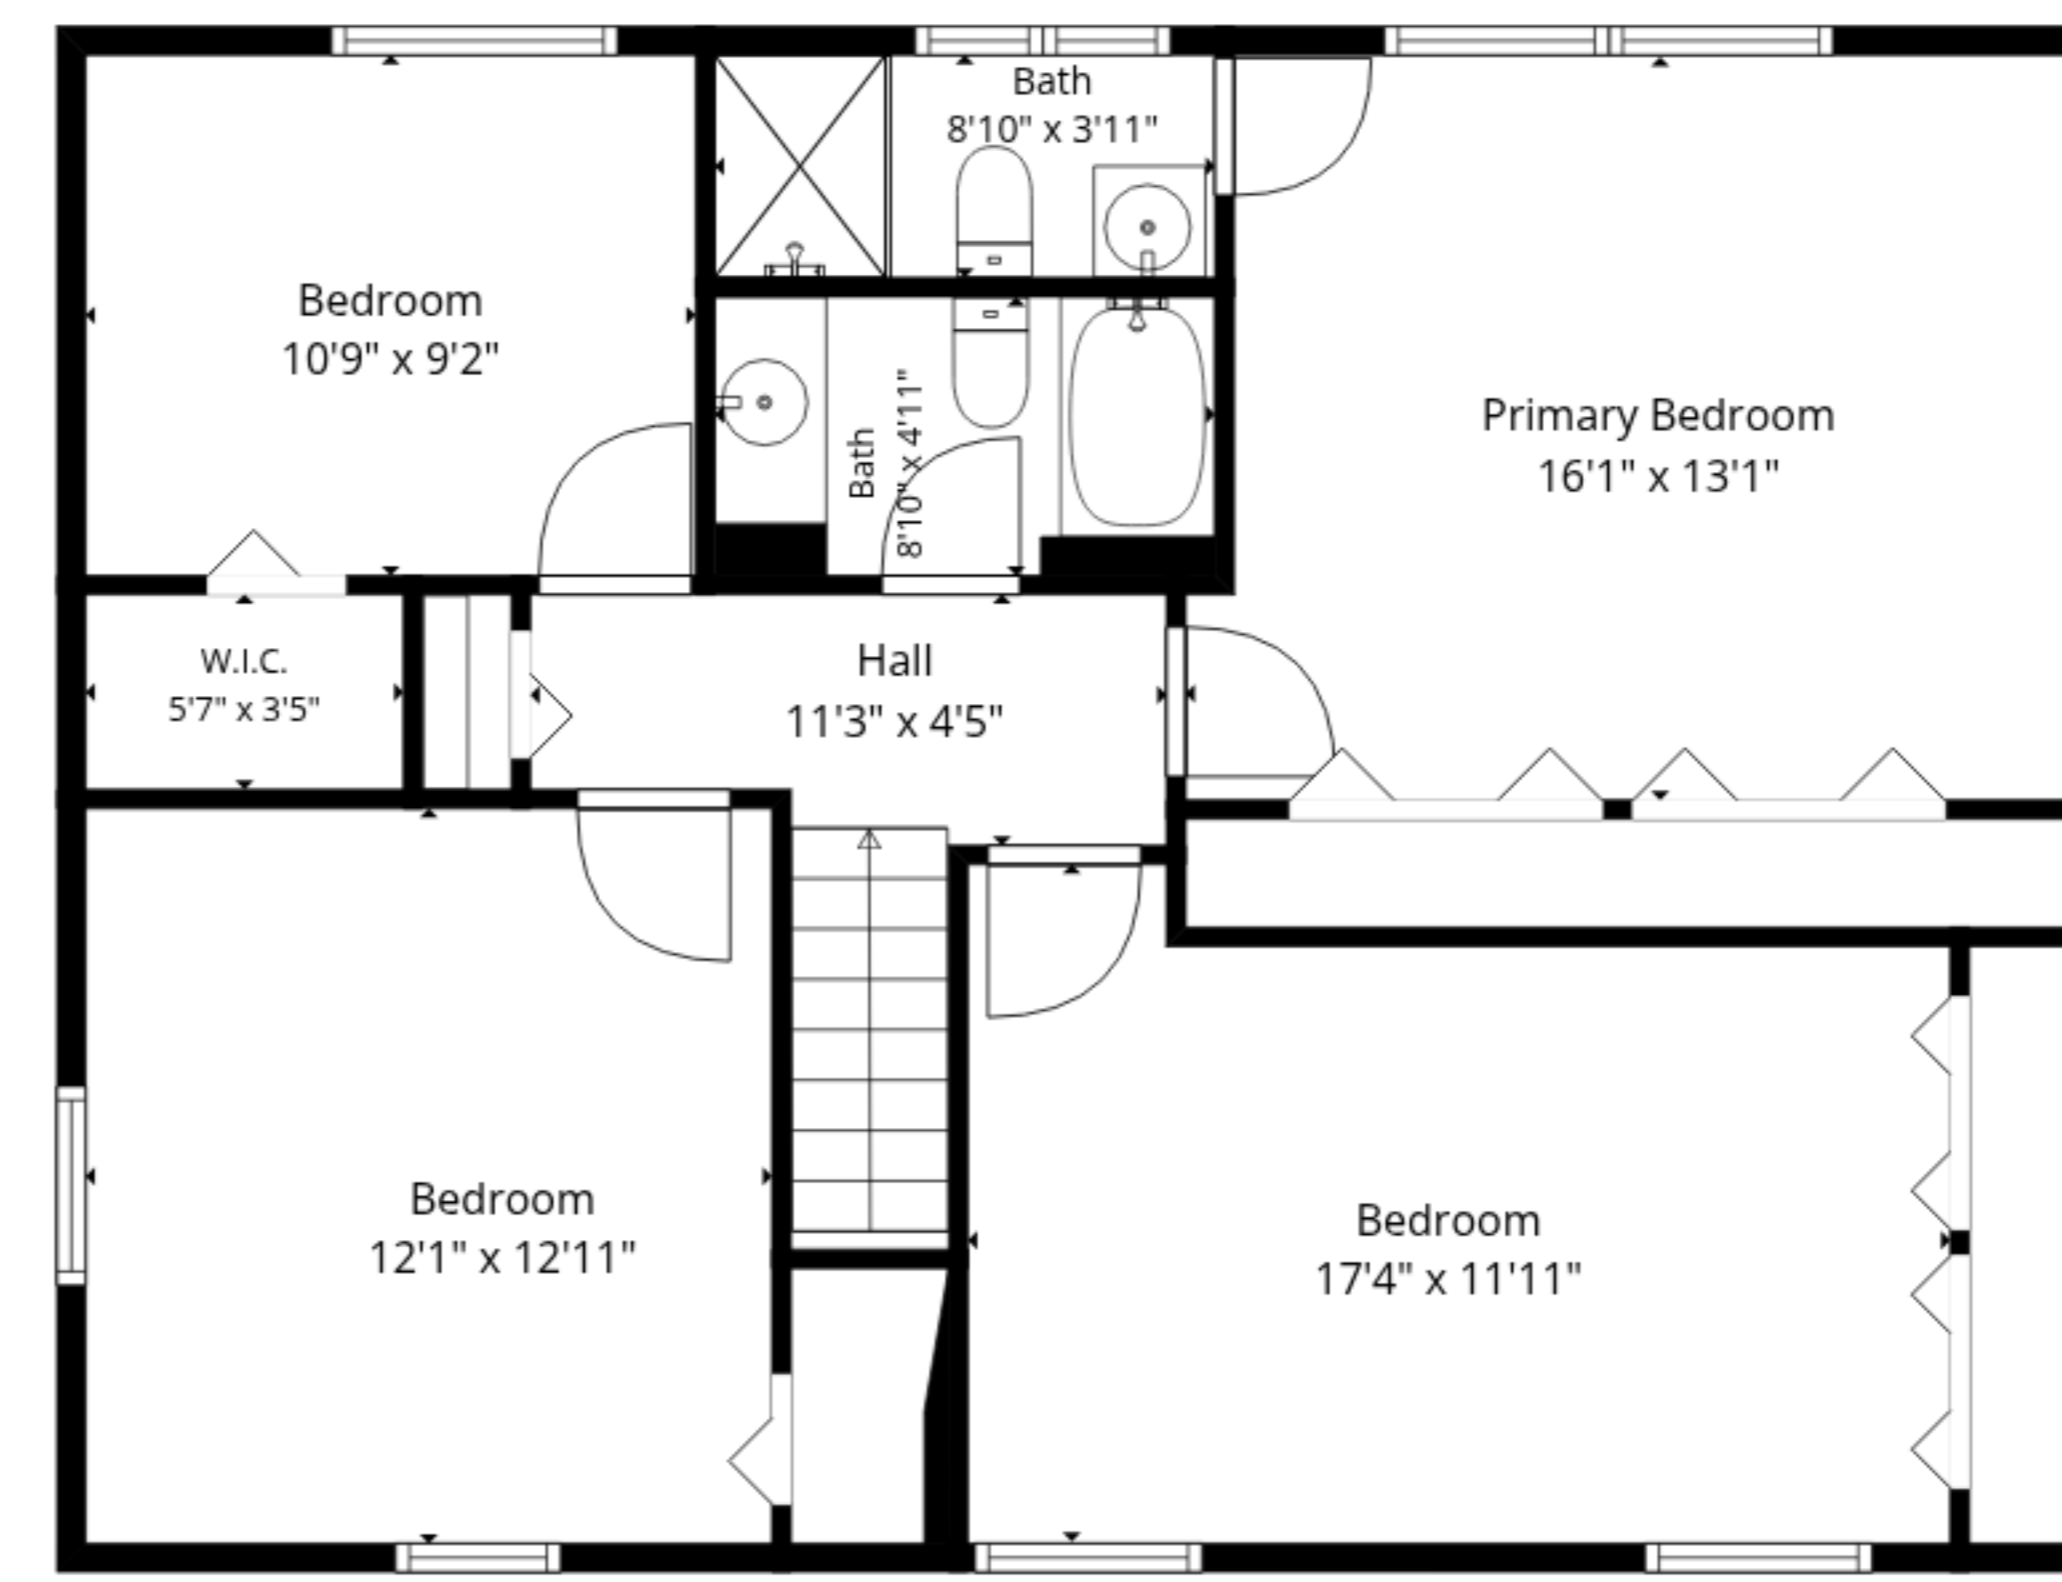 Bath
8'10" x 3'11"
Bedroom
10'9" x 9'2"
Primary Bedroom
16'1" x 13'1"
Bath
8'10" x 4'11"
W.I.C.
5'7" x 3'5"
Hall
11'3" x 4'5"
Bedroom
12'1" x 12'11"
Bedroom
17'4" x 11'11"